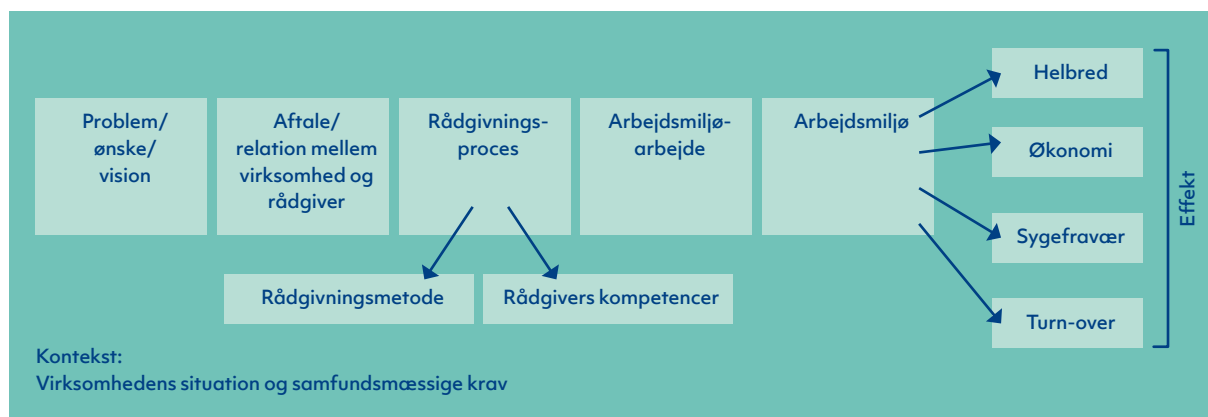 Problem/
ønske/
vision
Aftale/
relation mellem
virksomhed og
rådgiver
Rådgivnings-
proces
Arbejdsmiljø-
arbejde
Arbejdsmiljø
Helbred
Økonomi
Sygefravær
Turn-over
Effekt
Rådgivningsmetode
Rådgivers kompetencer
Kontekst:
Virksomhedens situation og samfundsmæssige krav